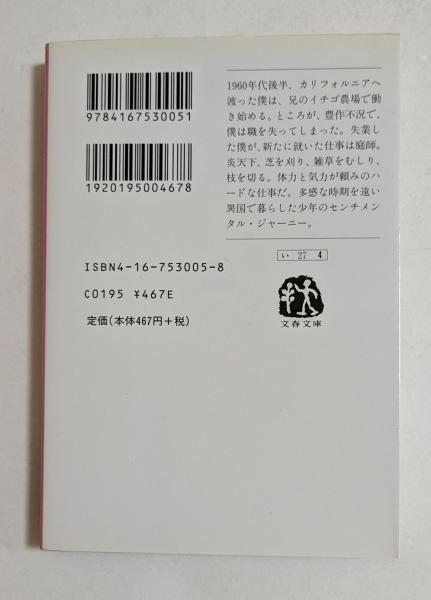 9784167530051
1920195004678
ISBN4-16-753005-8
C0195 ¥467E
定価(本体467円+税)
1960年代後半、カリフォルニアへ
渡った僕は、兄のイチゴ農場で働
き始める。ところが、豊作不況で、
僕は職を失ってしまった。失業し
た僕が、新たに就いた仕事は庭師。
炎天下、芝を刈り、雑草をむしり、
枝を切る。体力と気力が頼みのハ
ードな仕事だ。多感な時期を遠い
異国で暮らした少年のセンチメン
タル・ジャーニー。
い 27 4
文春文庫